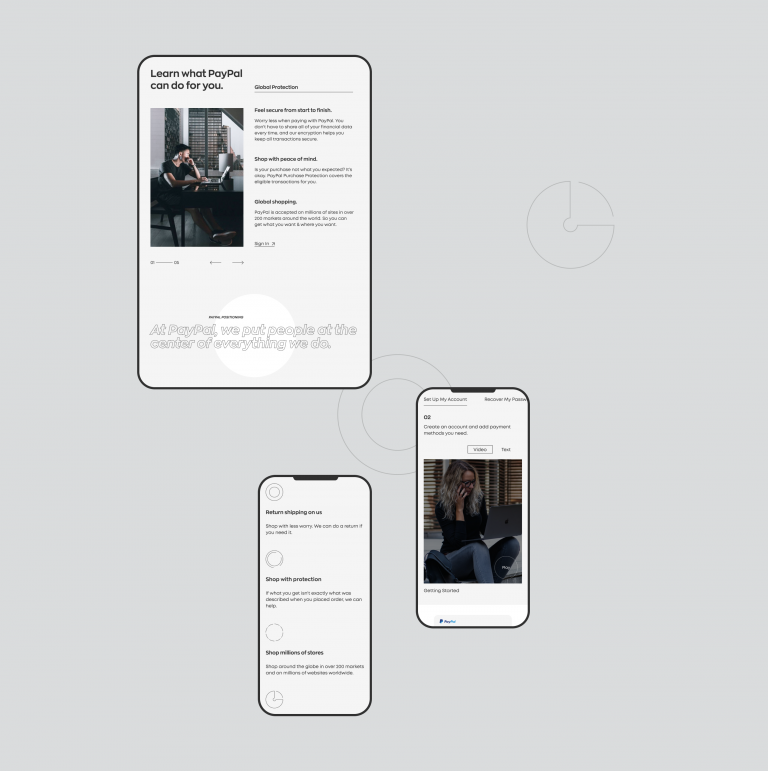 Learn what PayPal
can do for you.
Global Protection
Feel secure from start to finish.
Worry less when paying with PayPal. You
don't have to share all of your financial data
every time, and our encryption helps you
keep all transactions secure.
Shop with peace of mind.
Is your purchase not what you expected? It's
okay. PayPal Purchase Protection covers the
eligible transactions for you.
Global shopping.
PayPal is accepted on millions of sites in over
200 markets around the world. So you can
get what you want & where you want.
Sign in
01 06
PAYPAL POSITIONING
At PayPal, we put people at the
center of everything we do.
Set Up My Account Recover My Passw
02
Create an account and add payment
methods you need.
Video Text
Play
Getting Started
PayPal
Return shipping on us
Shop with less worry. We can do a return if
you need it.
Shop with protection
If what you get isn't exactly what was
described when you placed order, we can
help.
Shop millions of stores
Shop around the globe in over 200 markets
and on millions of websites worldwide.